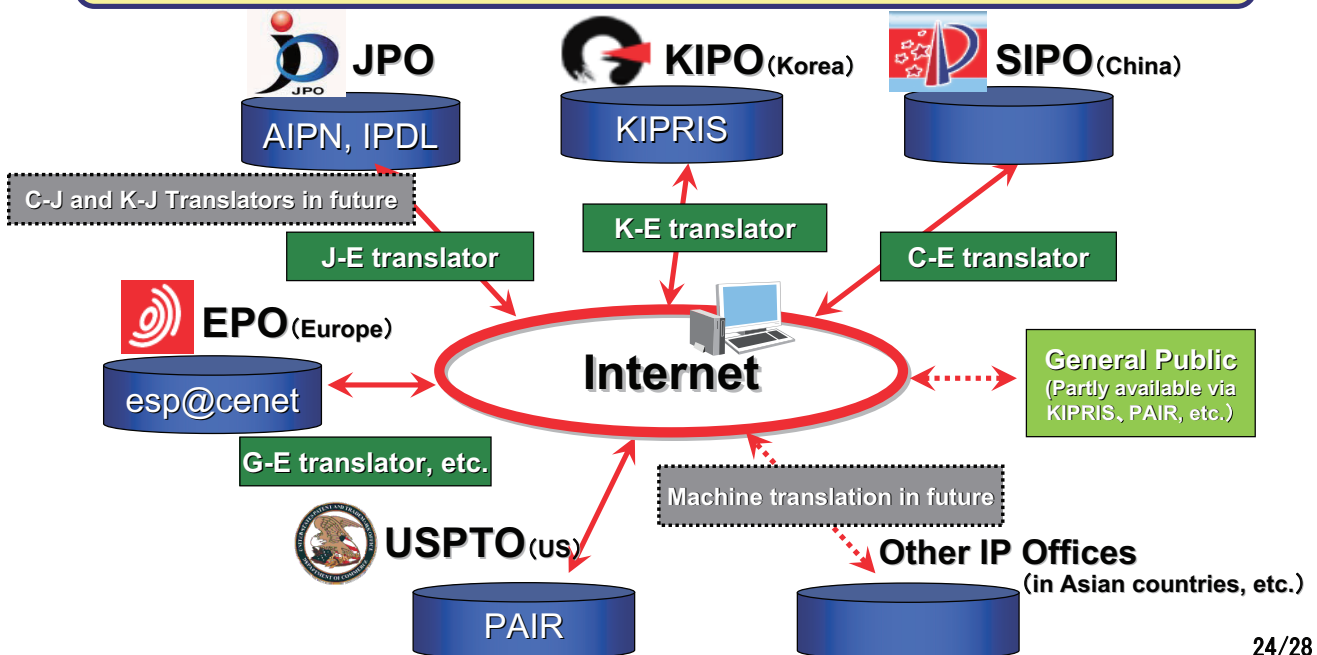 JPO
JPO
KIPO(Korea)
SIPO(China)
AIPN, IPDL
KIPRIS
C-J and K-J Translators in future
K-E translator
J-E translator
C-E translator
EPO(Europe)
Internet
General Public
(Partly available via
KIPRIS、PAIR, etc.)
esp@cenet
G-E translator, etc.
Machine translation in future
USPTO(US)
Other IP Offices
(in Asian countries, etc.)
PAIR
24/28